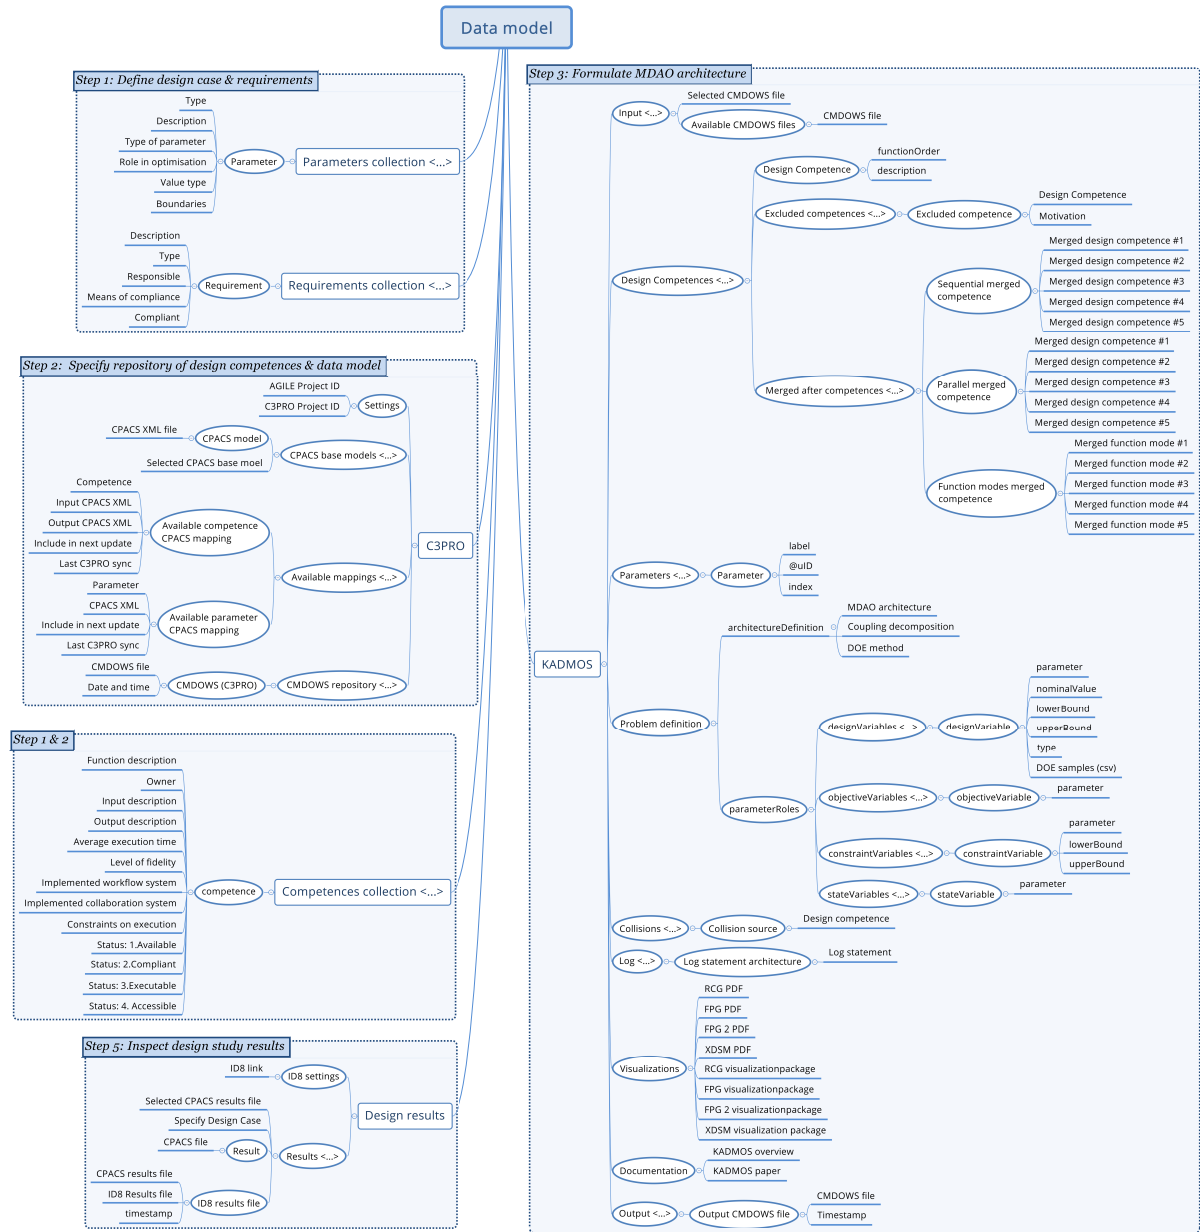 Data model
Step 1: Define design case & requirements
Type
Description
Type of parameter
Role in optimisation
Value type
Boundaries
Parameter
Parameters collection <...>
Description
Type
Responsible
Means of compliance
Compliant
Requirement
Requirements collection <...>
Step 2: Specify repository of design competences & data model
AGILE Project ID
C3PRO Project ID
Settings
CPACS XML file
CPACS model
Selected CPACS base moel
CPACS base models <...>
Competence
Input CPACS XML
Output CPACS XML
Include in next update
Last C3PRO sync
Available competence
CPACS mapping
Parameter
CPACS XML
Include in next update
Last C3PRO sync
Available parameter
CPACS mapping
Available mappings <...>
CMDOWS file
Date and time
CMDOWS (C3PRO)
CMDOWS repository <...>
C3PRO
Step 1 & 2
Function description
Owner
Input description
Output description
Average execution time
Level of fidelity
Implemented workflow system
Implemented collaboration system
Constraints on execution
Status: 1.Available
Status: 2.Compliant
Status: 3.Executable
Status: 4. Accessible
competence
Competences collection <...>
Step 5: Inspect design study results
ID8 link
ID8 settings
Selected CPACS results file
Specify Design Case
CPACS file
Result
CPACS results file
ID8 Results file
timestamp
ID8 results file
Results <...>
Design results
Step 3: Formulate MDAO architecture
KADMOS
Input <...>
Selected CMDOWS file
Available CMDOWS files
CMDOWS file
Design Competences <...>
Design Competence
functionOrder
description
Excluded competences <...>
Excluded competence
Design Competence
Motivation
Merged after competences <...>
Sequential merged
competence
Merged design competence #1
Merged design competence #2
Merged design competence #3
Merged design competence #4
Merged design competence #5
Parallel merged
competence
Merged design competence #1
Merged design competence #2
Merged design competence #3
Merged design competence #4
Merged design competence #5
Function modes merged
competence
Merged function mode #1
Merged function mode #2
Merged function mode #3
Merged function mode #4
Merged function mode #5
Parameters <...>
Parameter
label
@uID
index
Problem definition
architectureDefinition
MDAO architecture
Coupling decomposition
DOE method
parameterRoles
designVariables <...>
designVariable
parameter
nominalValue
lowerBound
upperBound
type
DOE samples (csv)
objectiveVariables <...>
objectiveVariable
parameter
constraintVariables <...>
constraintVariable
parameter
lowerBound
upperBound
stateVariables <...>
stateVariable
parameter
Collisions <...>
Collision source
Design competence
Log <...>
Log statement architecture
Log statement
Visualizations
RCG PDF
FPG PDF
FPG 2 PDF
XDSM PDF
RCG visualizationpackage
FPG visualizationpackage
FPG 2 visualizationpackage
XDSM visualization package
Documentation
KADMOS overview
KADMOS paper
Output <...>
Output CMDOWS file
CMDOWS file
Timestamp